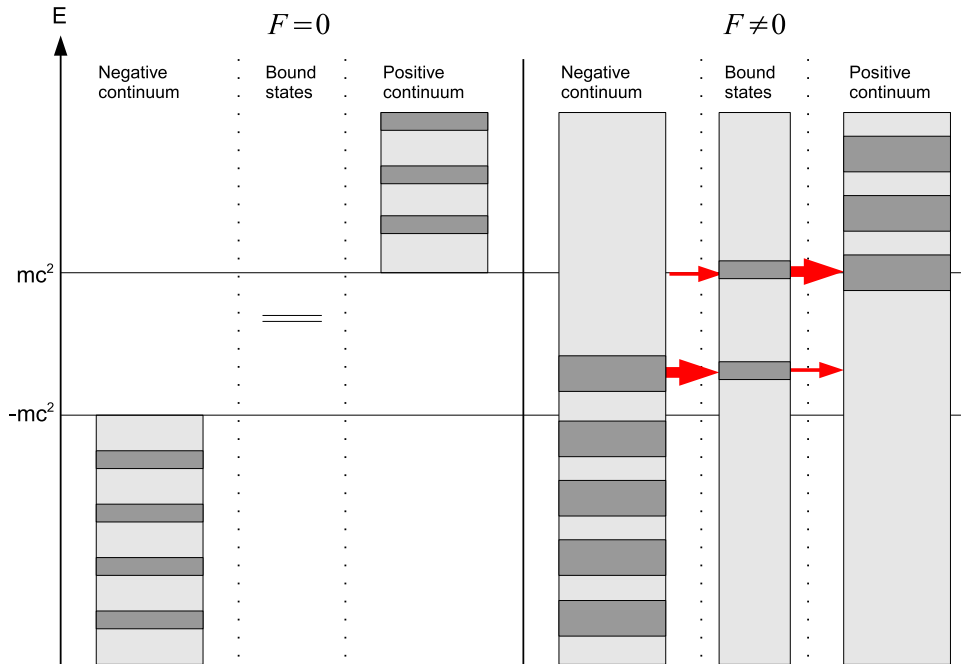 E
F=0
F≠0
Negative
continuum
Bound
states
Positive
continuum
Negative
continuum
Bound
states
Positive
continuum
mc²
-mc²